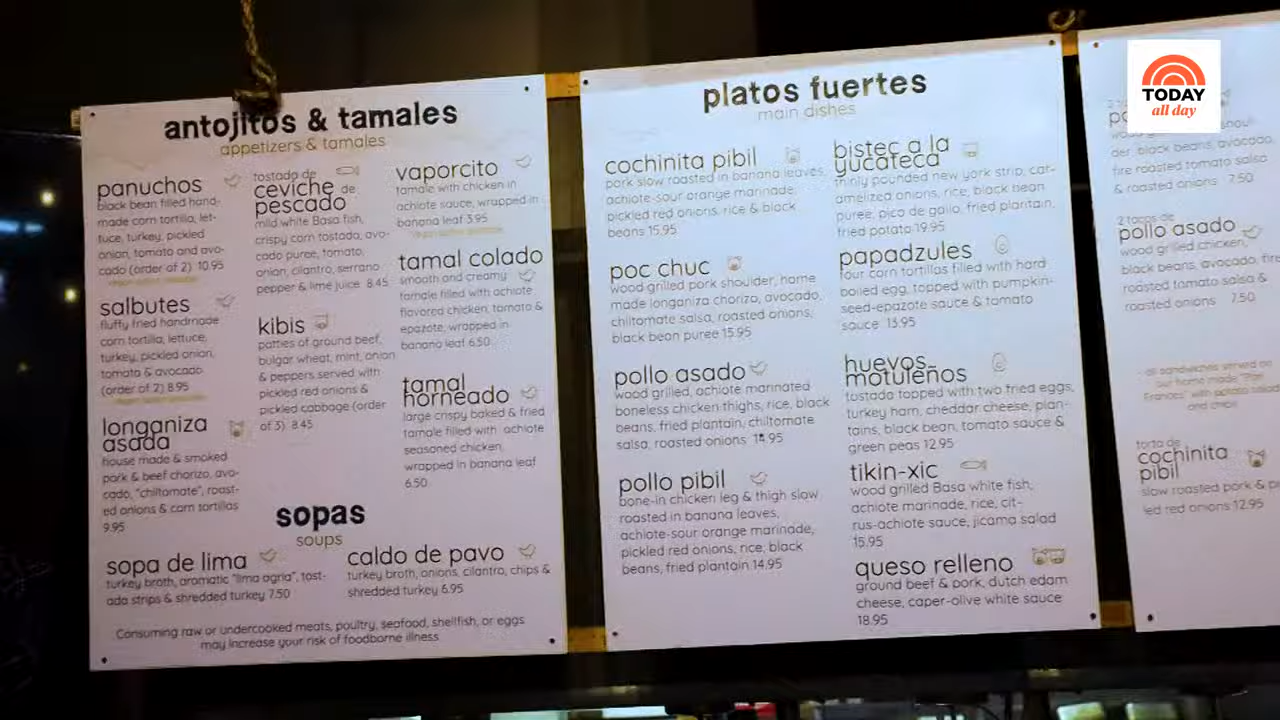 antojitos & tamales
appetizers & tamales
panuchos
black bean filled hand-
made corn tortilla, let-
tuce, turkey, pickled
onion, tomato and avo-
cado (order of 2) 10.95
salbutes
fluffy fried handmade
corn tortilla, lettuce,
turkey, pickled onion,
tomato & avocado
(order of 2) 8.95
longaniza
asada
house made & smoked
pork & beef chorizo, avo-
cado, "chiltomate", roast-
ed onions & corn tortillas
9.95
tostada de
ceviche de
pescado
mild white Basa fish,
crispy corn tostada, avo-
cado puree, tomato,
onion, cilantro, serrano
pepper & lime juice 8.45
kibis
patties of ground beef,
bulgar wheat, mint, onion
& peppers served with
pickled red onions &
pickled cabbage (order
of 3) 8.45
vaporcito
tamale with chicken in
achiote sauce, wrapped in
banana leaf 3.95
tamal colado
smooth and creamy
tamale filled with achiote
flavored chicken, tomato &
epazote, wrapped in
banana leaf 6.50
tamal
horneado
large crispy baked & fried
tamale filled with achiote
seasoned chicken,
wrapped in banana leaf
6.50
sopas
soups
sopa de lima
turkey broth, aromatic "lima agria", tost-
ada strips & shredded turkey 7.50
caldo de pavo
turkey broth, onions, cilantro, chips &
shredded turkey 6.95
Consuming raw or undercooked meats, poultry, seafood, shellfish, or eggs
may increase your risk of foodborne illness
platos fuertes
main dishes
cochinita pibil
pork slow roasted in banana leaves,
achiote-sour orange marinade,
pickled red onions, rice & black
beans 15.95
poc chuc
wood grilled pork shoulder, home
made longaniza chorizo, avocado,
chiltomate salsa, roasted onions,
black bean puree 15.95
pollo asado
wood grilled, achiote marinated
boneless chicken thighs, rice, black
beans, fried plantain, chiltomate
salsa, roasted onions 14.95
pollo pibil
bone-in chicken leg & thigh slow
roasted in banana leaves,
achiote-sour orange marinade,
pickled red onions, rice, black
beans, fried plantain 14.95
bistec a la
yucateca
thinly pounded new york strip, car-
amelized onions, rice, black bean
puree, pico de gallo, fried plantain,
fried potato 19.95
papadzules
four corn tortillas filled with hard
boiled egg, topped with pumpkin-
seed-epazote sauce & tomato
sauce 13.95
huevos
motuleños
tostada topped with two fried eggs,
turkey ham, cheddar cheese, plan-
tains, black bean, tomato sauce &
green peas 12.95
tikin-xic
wood grilled Basa white fish,
achiote marinade, rice, cit-
rus-achiote sauce, jicama salad
15.95
queso relleno
ground beef & pork, dutch edam
cheese, caper-olive white sauce
18.95
der, black beans, avocado,
fire roasted tomato salsa
& roasted onions 7.50
2 tacos de
pollo asado
wood grilled chicken,
black beans, avocado, fire
roasted tomato salsa &
roasted onions 7.50
torta de
cochinita
pibil
slow roasted pork &
led red onions 12.95
TODAY
all day